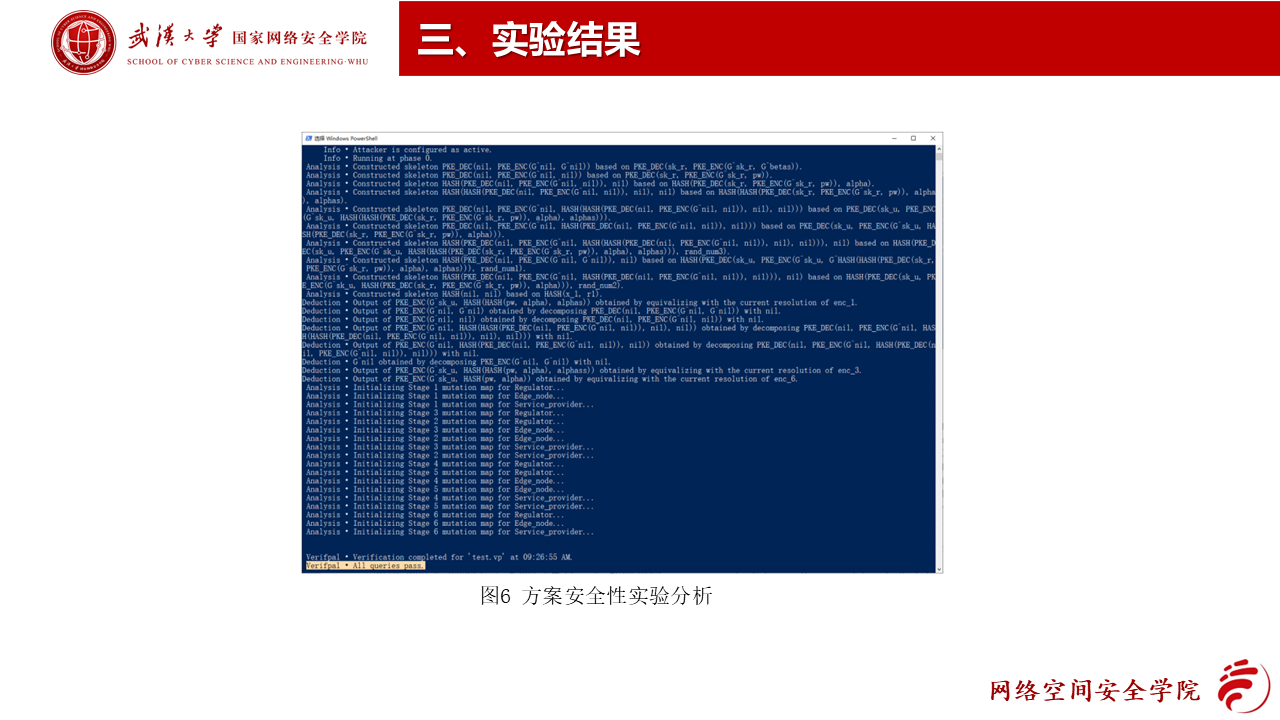 武漢大学 国家网络安全学院
SCHOOL OF CYBER SCIENCE AND ENGINEERING·WHU
三、实验结果
选择 Windows PowerShell
Info • Attacker is configured as active.
Info • Running at phase 0.
Analysis • Constructed skeleton PKE_DEC(nil, PKE_ENC(G^nil, G^nil)) based on PKE_DEC(sk_r, PKE_ENC(G^sk_r, G^betas)).
Analysis • Constructed skeleton PKE_DEC(nil, PKE_ENC(G^nil, nil)) based on PKE_DEC(sk_r, PKE_ENC(G^sk_r, pw)).
Analysis • Constructed skeleton HASH(PKE_DEC(nil, PKE_ENC(G^nil, nil)), nil) based on HASH(PKE_DEC(sk_r, PKE_ENC(G^sk_r, pw)), alpha).
Analysis • Constructed skeleton HASH(HASH(PKE_DEC(nil, PKE_ENC(G^nil, nil)), nil), nil) based on HASH(HASH(PKE_DEC(sk_r, PKE_ENC(G^sk_r, pw)), alpha
), alphas).
Analysis • Constructed skeleton PKE_DEC(nil, PKE_ENC(G^nil, HASH(HASH(PKE_DEC(nil, PKE_ENC(G^nil, nil)), nil), nil))) based on PKE_DEC(sk_u, PKE_ENC
(G^sk_u, HASH(HASH(PKE_DEC(sk_r, PKE_ENC(G^sk_r, pw)), alpha), alphas))).
Analysis • Constructed skeleton PKE_DEC(nil, PKE_ENC(G^nil, HASH(PKE_DEC(nil, PKE_ENC(G^nil, nil)), nil))) based on PKE_DEC(sk_u, PKE_ENC(G^sk_u, HA
SH(PKE_DEC(sk_r, PKE_ENC(G^sk_r, pw)), alpha))).
Analysis • Constructed skeleton HASH(PKE_DEC(nil, PKE_ENC(G^nil, HASH(HASH(PKE_DEC(nil, PKE_ENC(G^nil, nil)), nil), nil))), nil) based on HASH(PKE_D
EC(sk_u, PKE_ENC(G^sk_u, HASH(HASH(PKE_DEC(sk_r, PKE_ENC(G^sk_r, pw)), alpha), alphas))), rand_num3).
Analysis • Constructed skeleton HASH(PKE_DEC(nil, PKE_ENC(G^nil, G^nil)), nil) based on HASH(PKE_DEC(sk_u, PKE_ENC(G^sk_u, G^HASH(HASH(PKE_DEC(sk_r,
PKE_ENC(G^sk_r, pw)), alpha), alphas))), rand_num1).
Analysis • Constructed skeleton HASH(PKE_DEC(nil, PKE_ENC(G^nil, HASH(PKE_DEC(nil, PKE_ENC(G^nil, nil)), nil))), nil) based on HASH(PKE_DEC(sk_u, PK
E_ENC(G^sk_u, HASH(PKE_DEC(sk_r, PKE_ENC(G^sk_r, pw)), alpha))), rand_num2).
Analysis • Constructed skeleton HASH(nil, nil) based on HASH(x_1, r1).
Deduction • Output of PKE_ENC(G^sk_u, HASH(HASH(pw, alpha), alphas)) obtained by equivalizing with the current resolution of enc_1.
Deduction • Output of PKE_ENC(G^nil, G^nil) obtained by decomposing PKE_DEC(nil, PKE_ENC(G^nil, G^nil)) with nil.
Deduction • Output of PKE_ENC(G^nil, nil) obtained by decomposing PKE_DEC(nil, PKE_ENC(G^nil, nil)) with nil.
Deduction • Output of PKE_ENC(G^nil, HASH(HASH(PKE_DEC(nil, PKE_ENC(G^nil, nil)), nil), nil)) obtained by decomposing PKE_DEC(nil, PKE_ENC(G^nil, HAS
H(HASH(PKE_DEC(nil, PKE_ENC(G^nil, nil)), nil), nil))) with nil.
Deduction • Output of PKE_ENC(G^nil, HASH(PKE_DEC(nil, PKE_ENC(G^nil, nil)), nil)) obtained by decomposing PKE_DEC(nil, PKE_ENC(G^nil, HASH(PKE_DEC(n
il, PKE_ENC(G^nil, nil)), nil))) with nil.
Deduction • G^nil obtained by decomposing PKE_ENC(G^nil, G^nil) with nil.
Deduction • Output of PKE_ENC(G^sk_u, HASH(HASH(pw, alpha), alphass)) obtained by equivalizing with the current resolution of enc_3.
Deduction • Output of PKE_ENC(G^sk_u, HASH(pw, alpha)) obtained by equivalizing with the current resolution of enc_6.
Analysis • Initializing Stage 1 mutation map for Regulator...
Analysis • Initializing Stage 1 mutation map for Edge_node...
Analysis • Initializing Stage 1 mutation map for Service_provider...
Analysis • Initializing Stage 3 mutation map for Regulator...
Analysis • Initializing Stage 2 mutation map for Regulator...
Analysis • Initializing Stage 3 mutation map for Edge_node...
Analysis • Initializing Stage 2 mutation map for Edge_node...
Analysis • Initializing Stage 3 mutation map for Service_provider...
Analysis • Initializing Stage 2 mutation map for Service_provider...
Analysis • Initializing Stage 4 mutation map for Regulator...
Analysis • Initializing Stage 5 mutation map for Regulator...
Analysis • Initializing Stage 4 mutation map for Edge_node...
Analysis • Initializing Stage 5 mutation map for Edge_node...
Analysis • Initializing Stage 4 mutation map for Service_provider...
Analysis • Initializing Stage 5 mutation map for Service_provider...
Analysis • Initializing Stage 6 mutation map for Regulator...
Analysis • Initializing Stage 6 mutation map for Edge_node...
Analysis • Initializing Stage 6 mutation map for Service_provider...
Verifpal • Verification completed for 'test.vp' at 09:26:55 AM.
Verifpal • All queries pass.
图6 方案安全性实验分析
网络空间安全学院